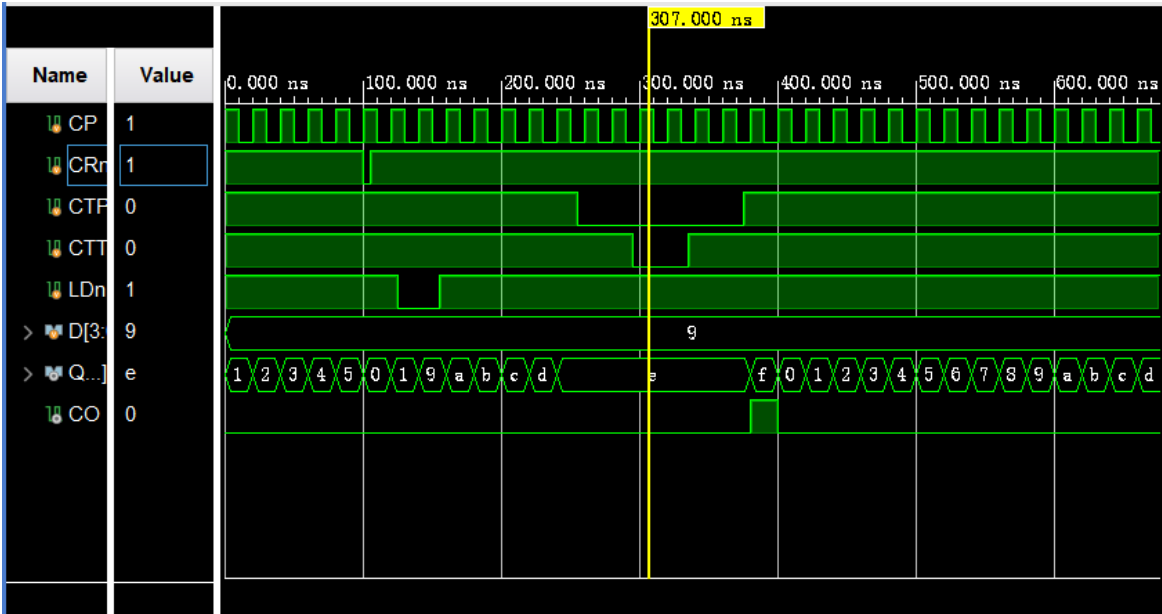 307.000 ns
Name Value
0.000 ns 100.000 ns 200.000 ns 300.000 ns 400.000 ns 500.000 ns 600.000 ns
CP 1
CRn 1
CTP 0
CTT 0
LDn 1
D[3: 9 9
Q...] e 1 2 3 4 5 0 1 9 a b c d e f 0 1 2 3 4 5 6 7 8 9 a b c d
CO 0